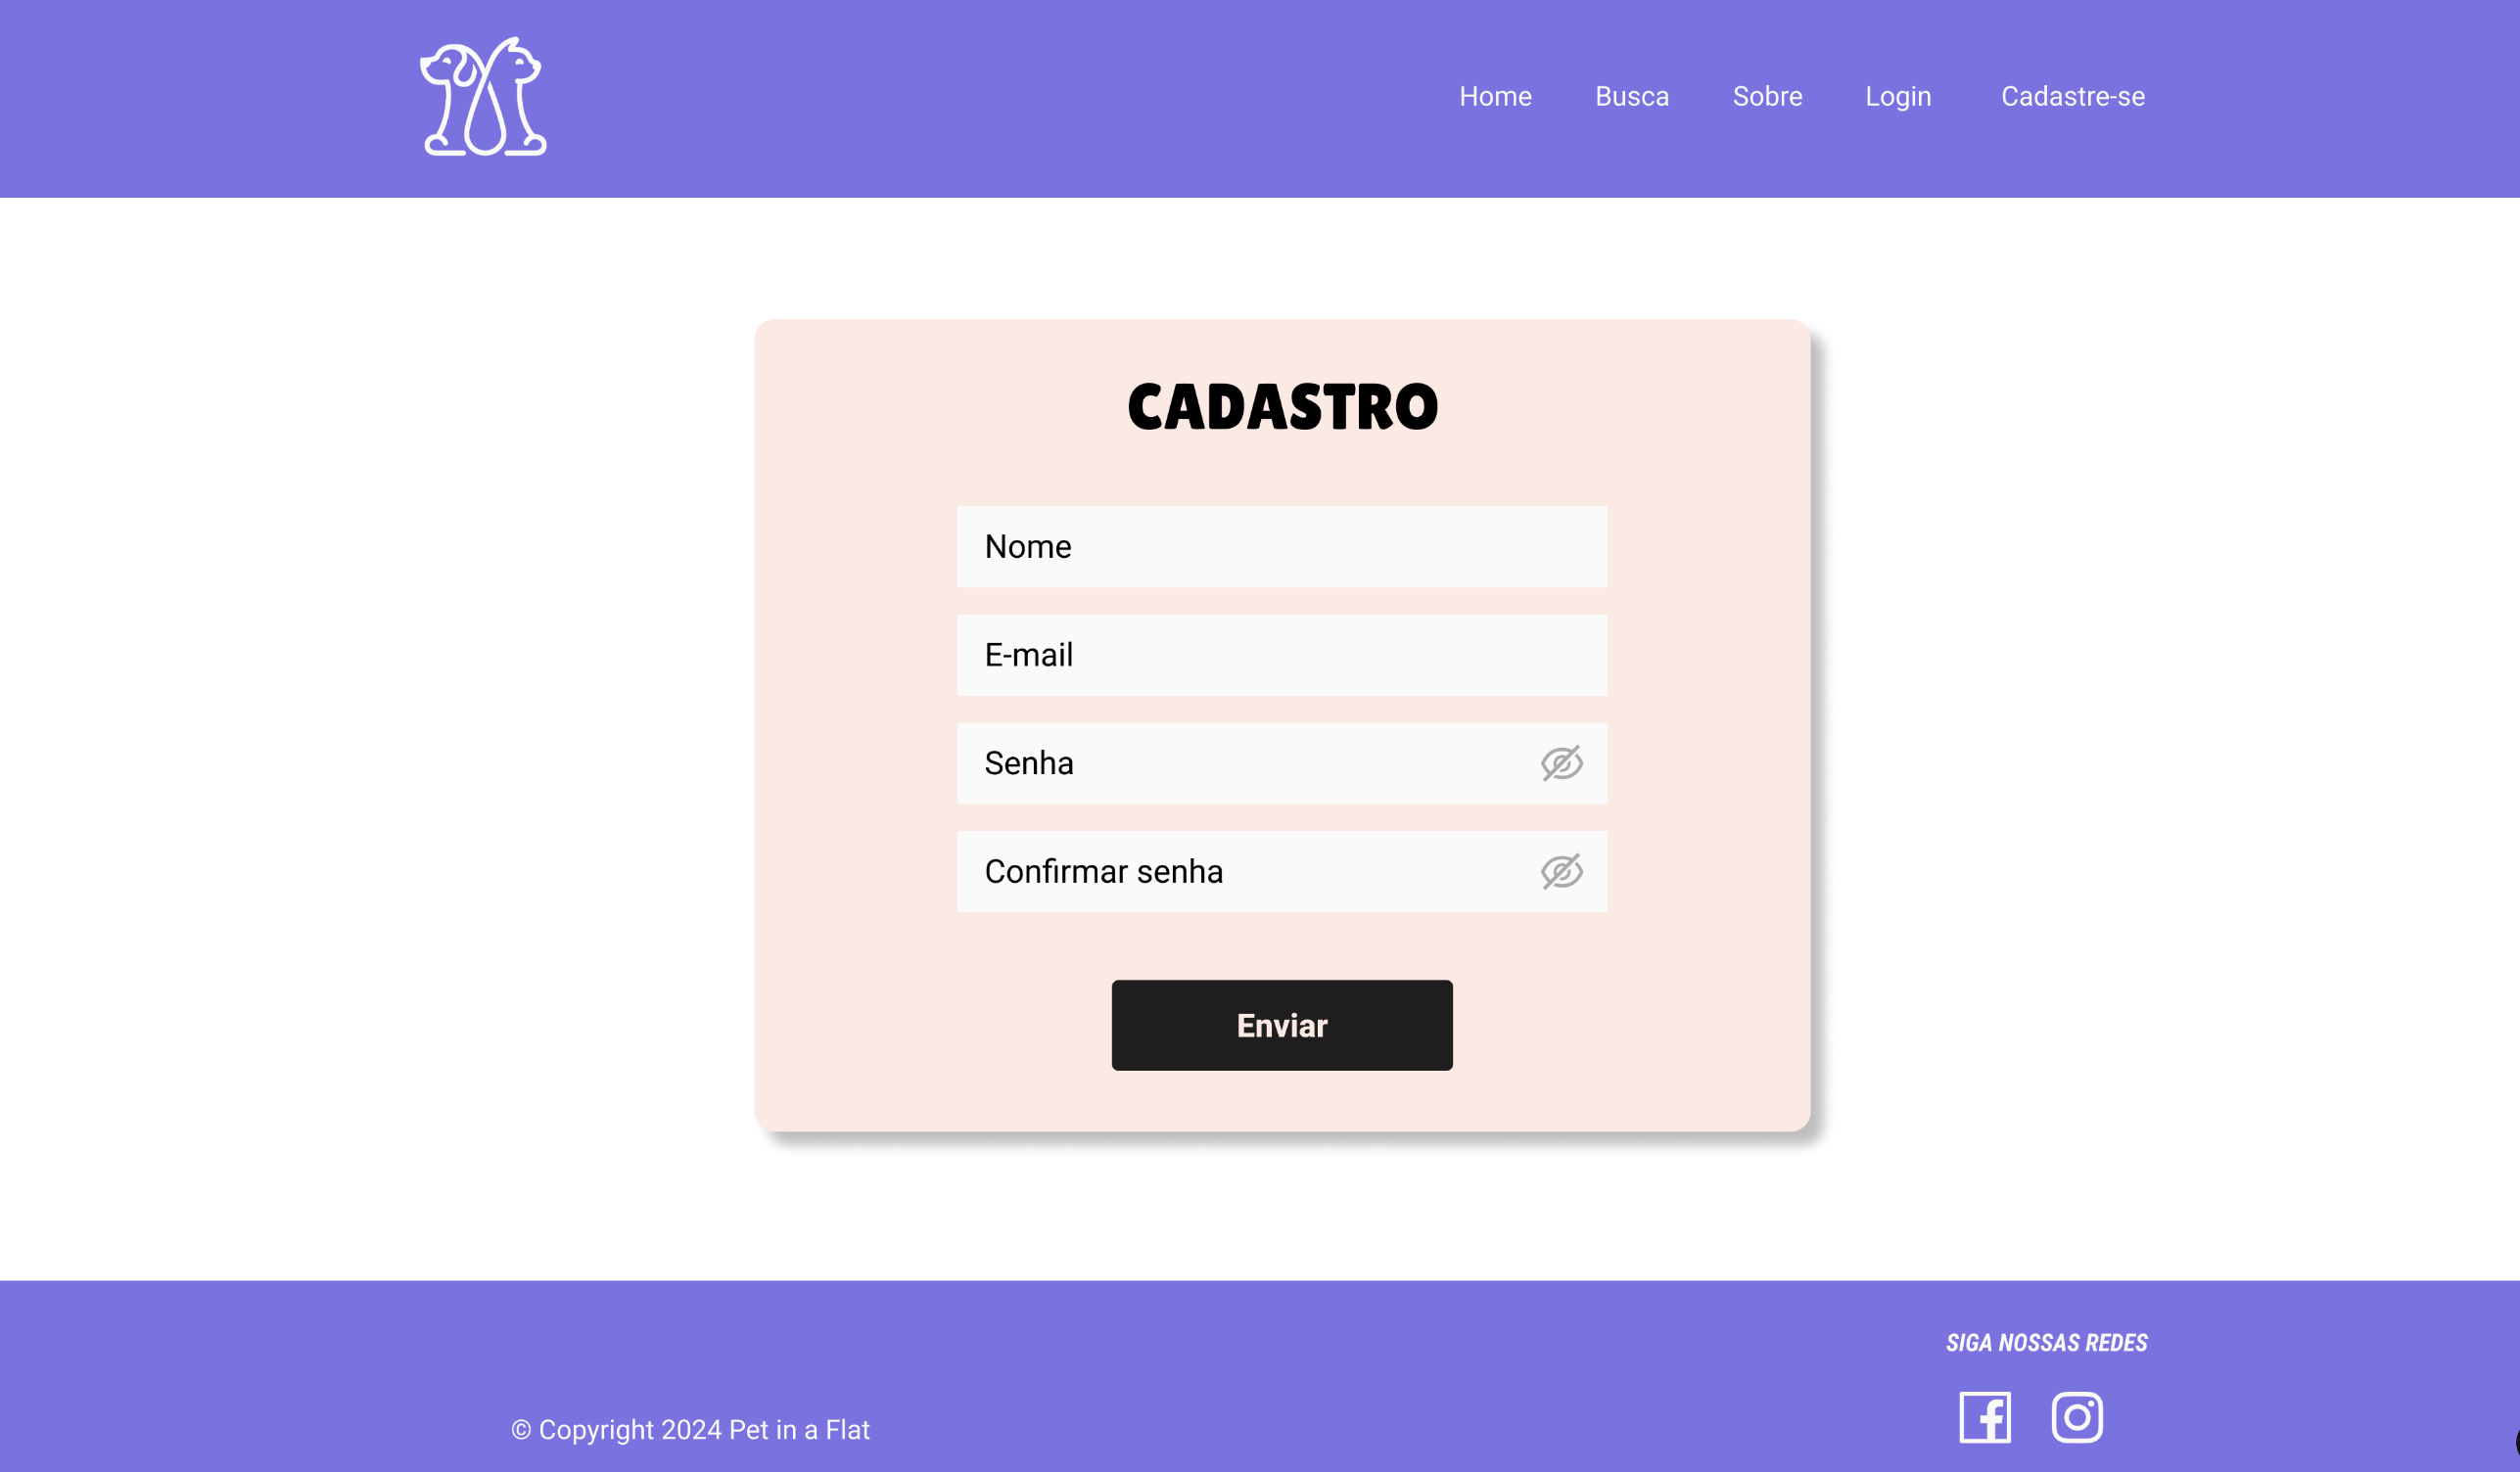 Home Busca Sobre Login Cadastre-se
CADASTRO
Nome
E-mail
Senha
Confirmar senha
Enviar
SIGA NOSSAS REDES
© Copyright 2024 Pet in a Flat